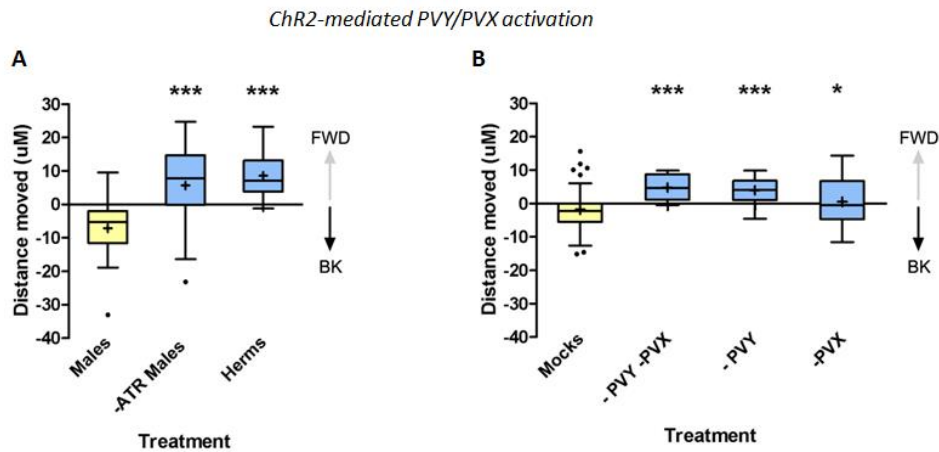 ChR2-mediated PVY/PVX activation
A
Distance moved (uM)
30
20
10
0
-10
-20
-30
-40
***
***
FWD
BK
Males
-ATR Males
Herms
Treatment
B
Distance moved (uM)
30
20
10
0
-10
-20
-30
-40
***
***
*
FWD
BK
Mocks
- PVY -PVX
- PVY
-PVX
Treatment